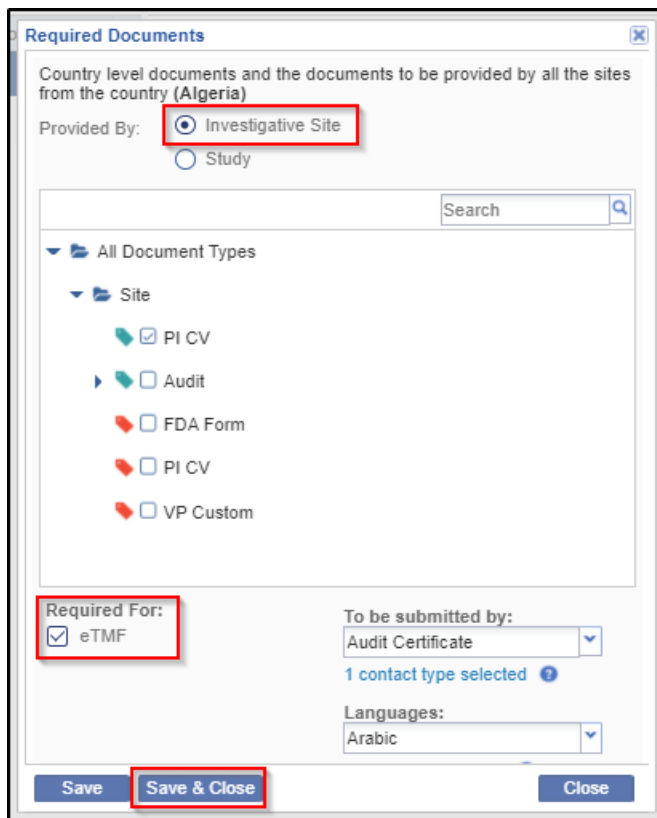 Required Documents
Country level documents and the documents to be provided by all the sites
from the country (Algeria)
Provided By:
Investigative Site
Study
Search
All Document Types
Site
PI CV
Audit
FDA Form
PI CV
VP Custom
Required For:
eTMF
To be submitted by:
Audit Certificate
1 contact type selected ?
Languages:
Arabic
Save
Save & Close
Close